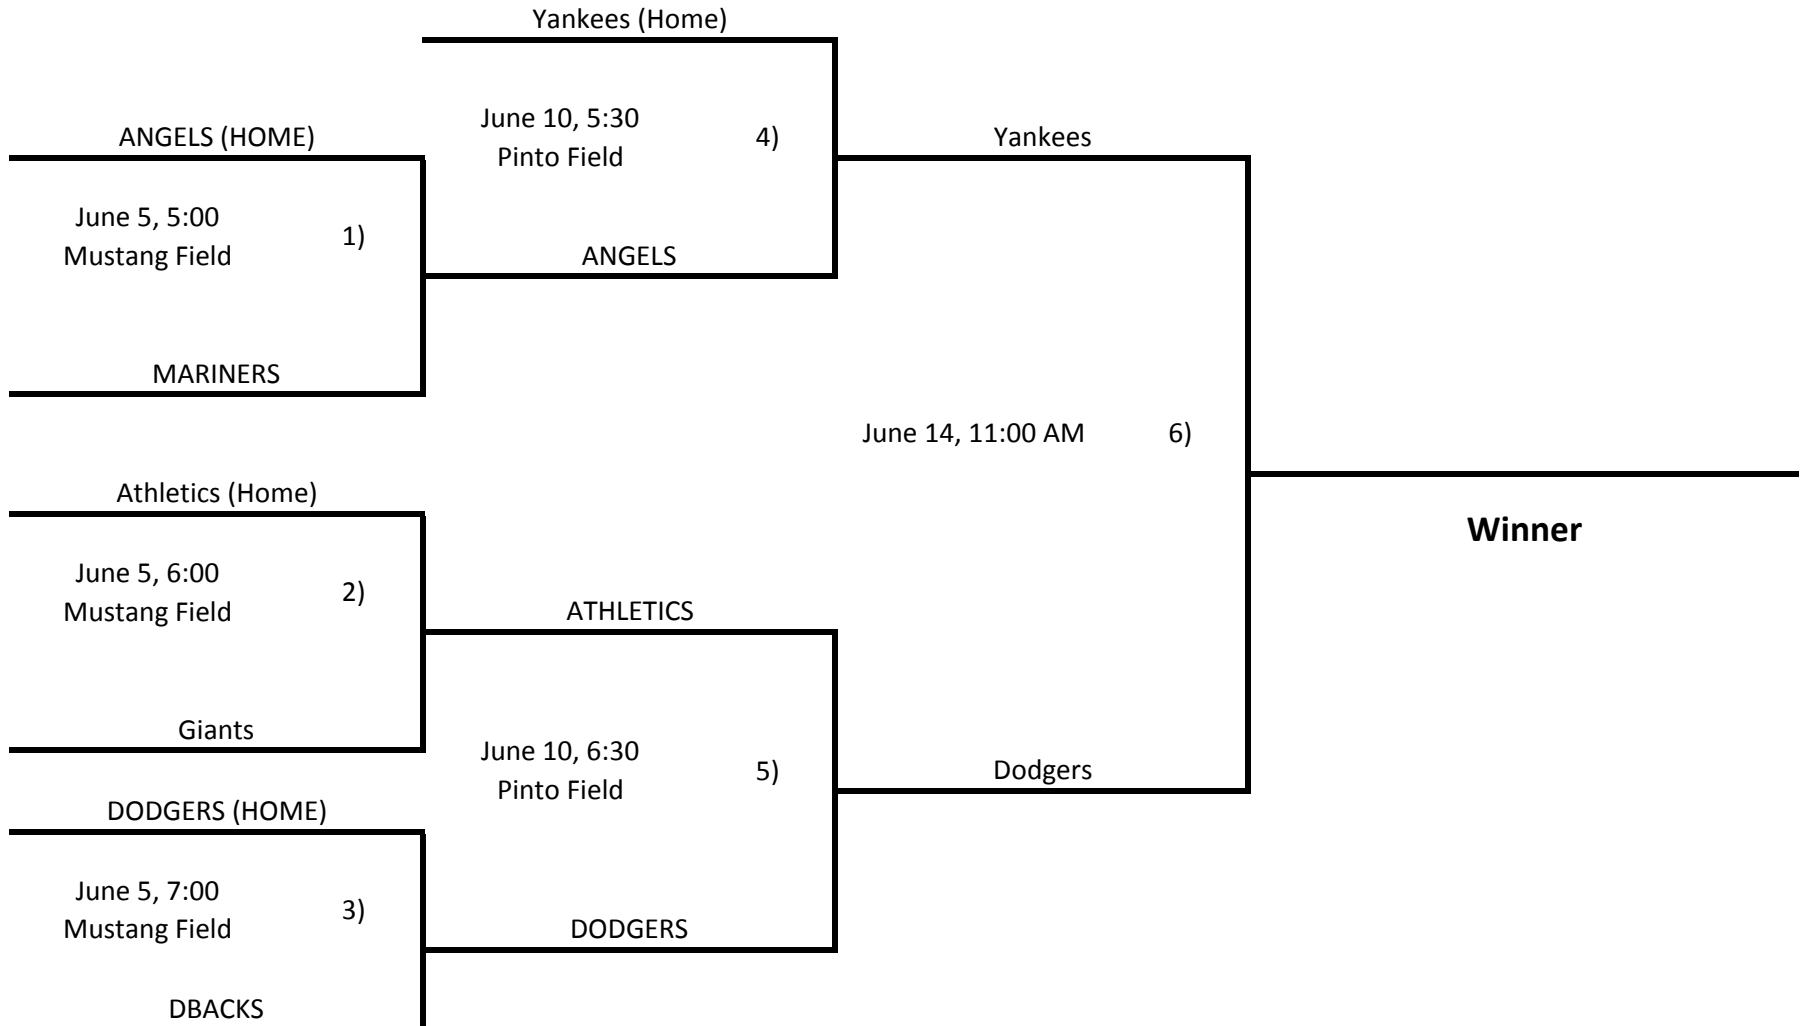 Yankees (Home)
June 10, 5:30
Pinto Field
4)
ANGELS (HOME)
Yankees
June 5, 5:00
Mustang Field
1)
ANGELS
MARINERS
June 14, 11:00 AM
6)
Athletics (Home)
Winner
June 5, 6:00
Mustang Field
2)
ATHLETICS
Giants
June 10, 6:30
Pinto Field
5)
Dodgers
DODGERS (HOME)
June 5, 7:00
Mustang Field
3)
DODGERS
DBACKS